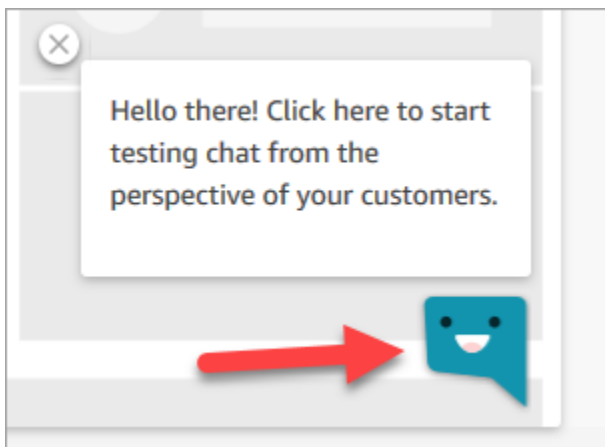 Hello there! Click here to start
testing chat from the
perspective of your customers.